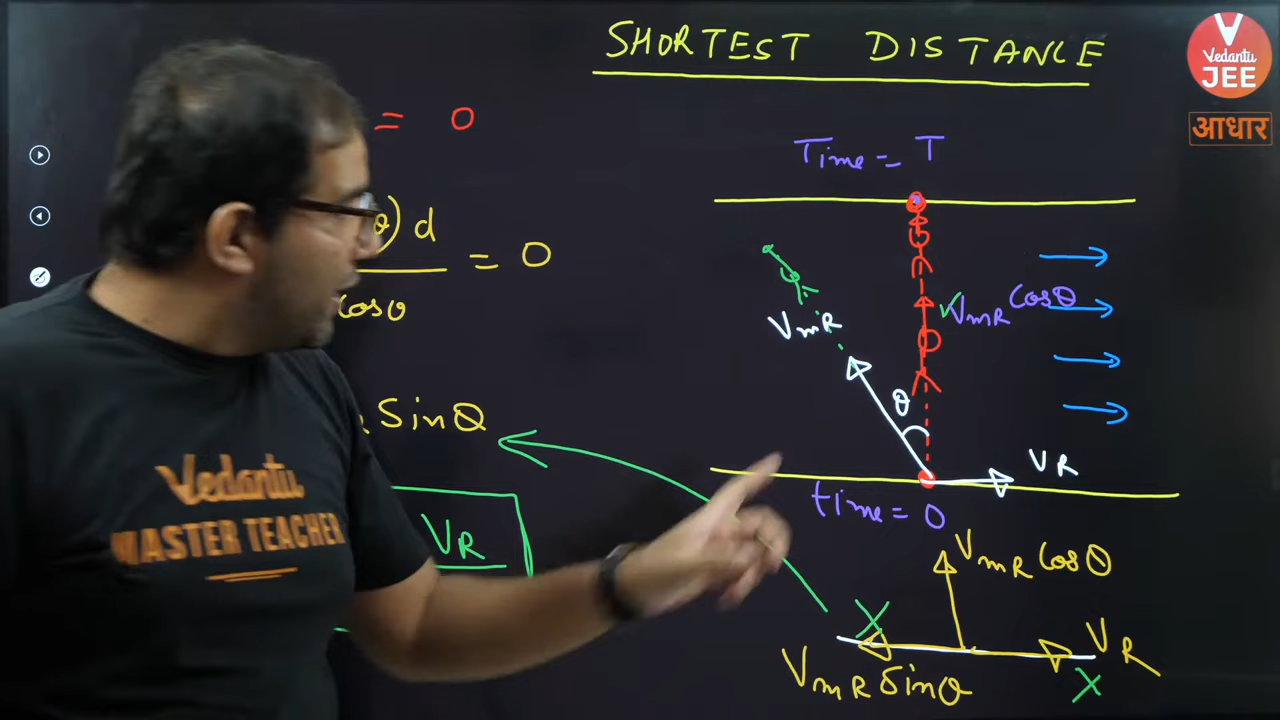 SHORTEST DISTANCE
Vedantu
JEE
आधार
= 0
θ) d
= 0
cosθ
Sinθ
VR
Time = T
VmR cosθ
VmR
θ
VR
time = 0
VmR cosθ
X
VR
VmR sinθ
X
Vedantu
MASTER TEACHER